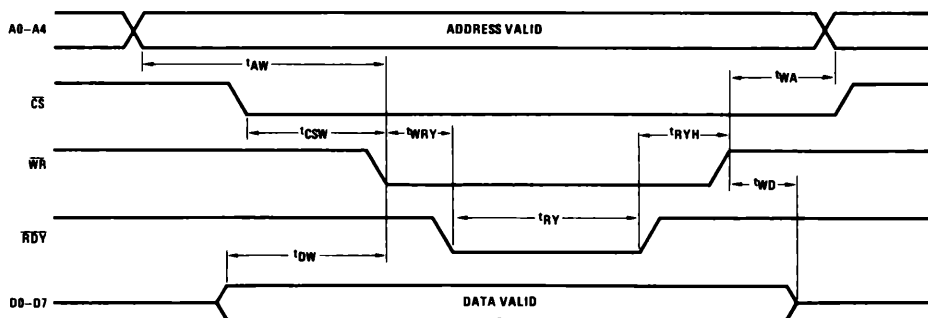 A0–A4
ADDRESS VALID
tAW
tWA
CS
tCSW
tWRY
tRYH
WR
tWD
RDY
tRY
tDW
D0–D7
DATA VALID